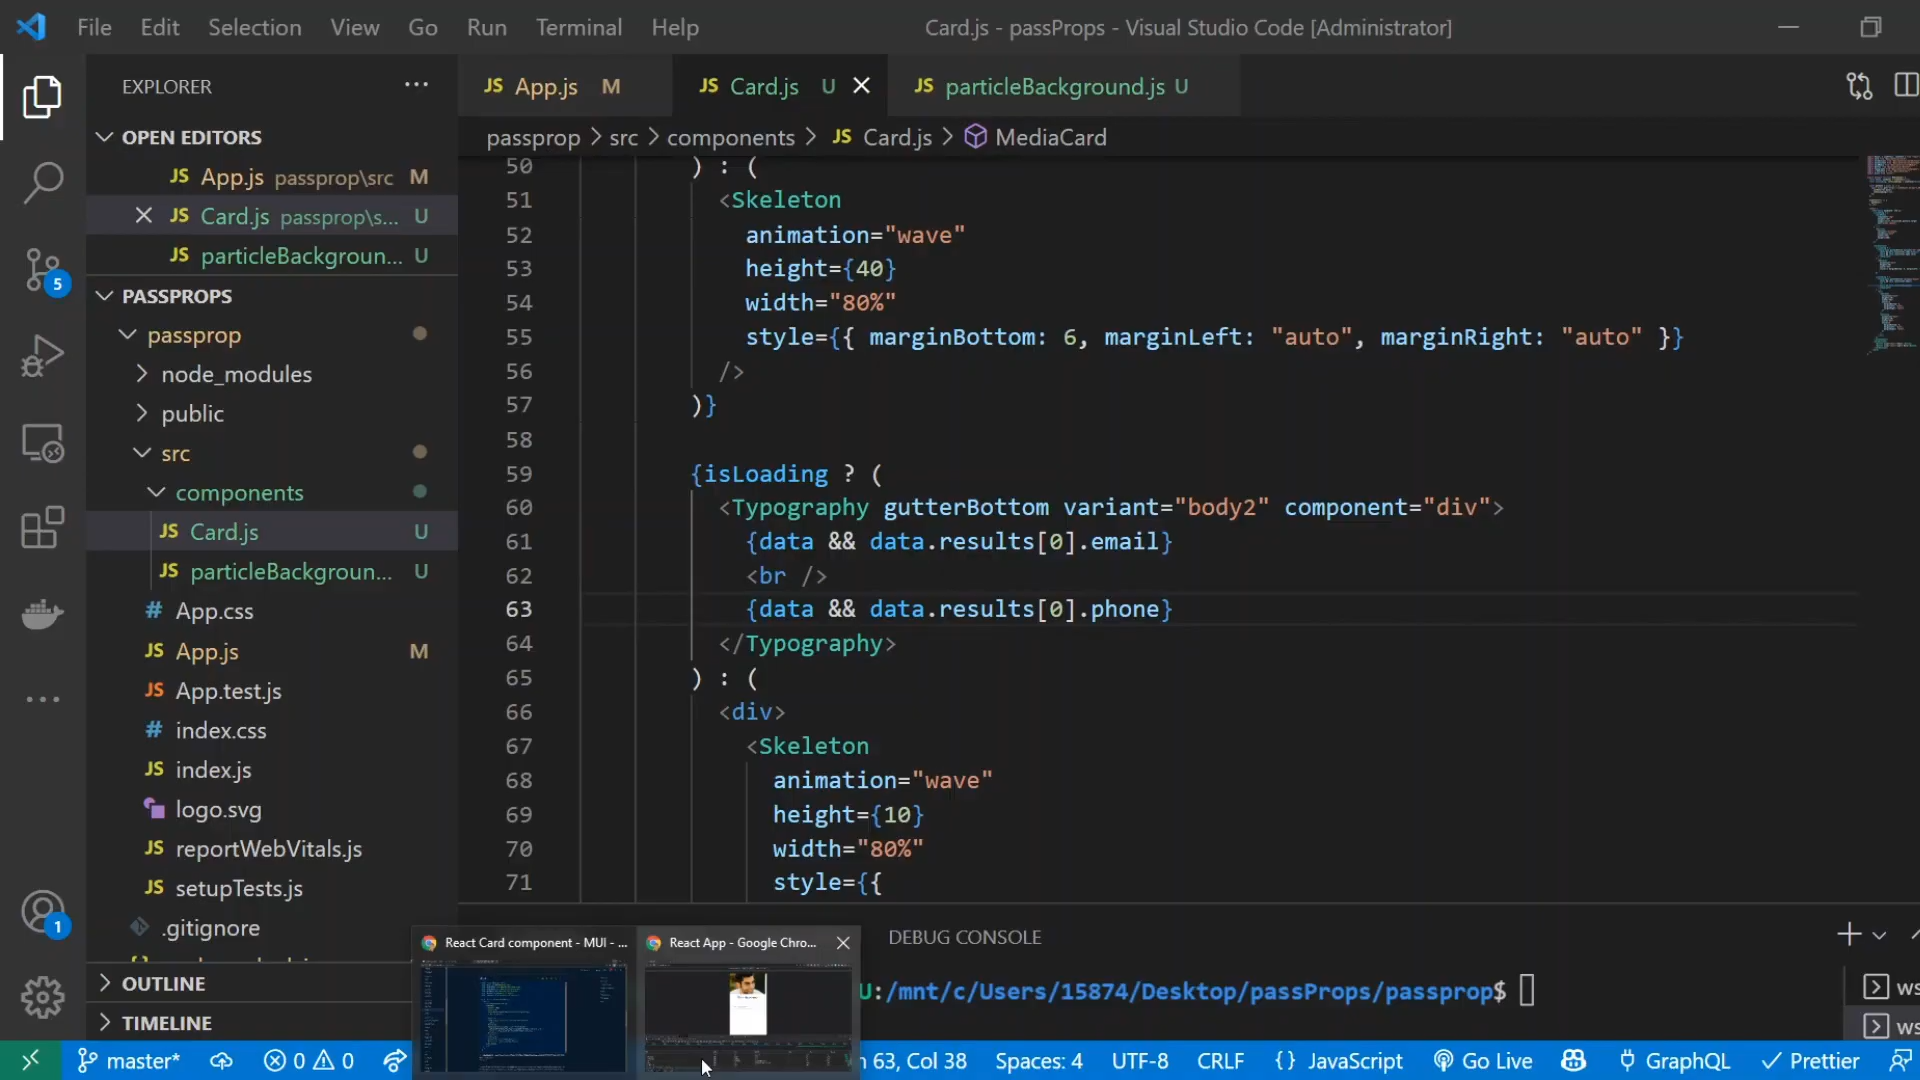 File Edit Selection View Go Run Terminal Help
Card.js - passProps - Visual Studio Code [Administrator]
EXPLORER
JS App.js M
JS Card.js U
JS particleBackground.js U
passprop > src > components > JS Card.js > MediaCard
OPEN EDITORS
JS App.js passprop\src M
JS Card.js passprop\s... U
JS particleBackgroun... U
PASSPROPS
passprop
node_modules
public
src
components
JS Card.js U
JS particleBackgroun... U
# App.css
JS App.js M
JS App.test.js
# index.css
JS index.js
logo.svg
JS reportWebVitals.js
JS setupTests.js
.gitignore
OUTLINE
TIMELINE
5
1
50 ) : (
51 <Skeleton
52 animation="wave"
53 height={40}
54 width="80%"
55 style={{ marginBottom: 6, marginLeft: "auto", marginRight: "auto" }}
56 />
57 )}
58
59 {isLoading ? (
60 <Typography gutterBottom variant="body2" component="div">
61 {data && data.results[0].email}
62 <br />
63 {data && data.results[0].phone}
64 </Typography>
65 ) : (
66 <div>
67 <Skeleton
68 animation="wave"
69 height={10}
70 width="80%"
71 style={{
React Card component - MUI - ...
React App - Google Chro...
DEBUG CONSOLE
U:/mnt/c/Users/15874/Desktop/passProps/passprop$
ws
ws
master* 0 0
n 63, Col 38 Spaces: 4 UTF-8 CRLF {} JavaScript Go Live GraphQL Prettier